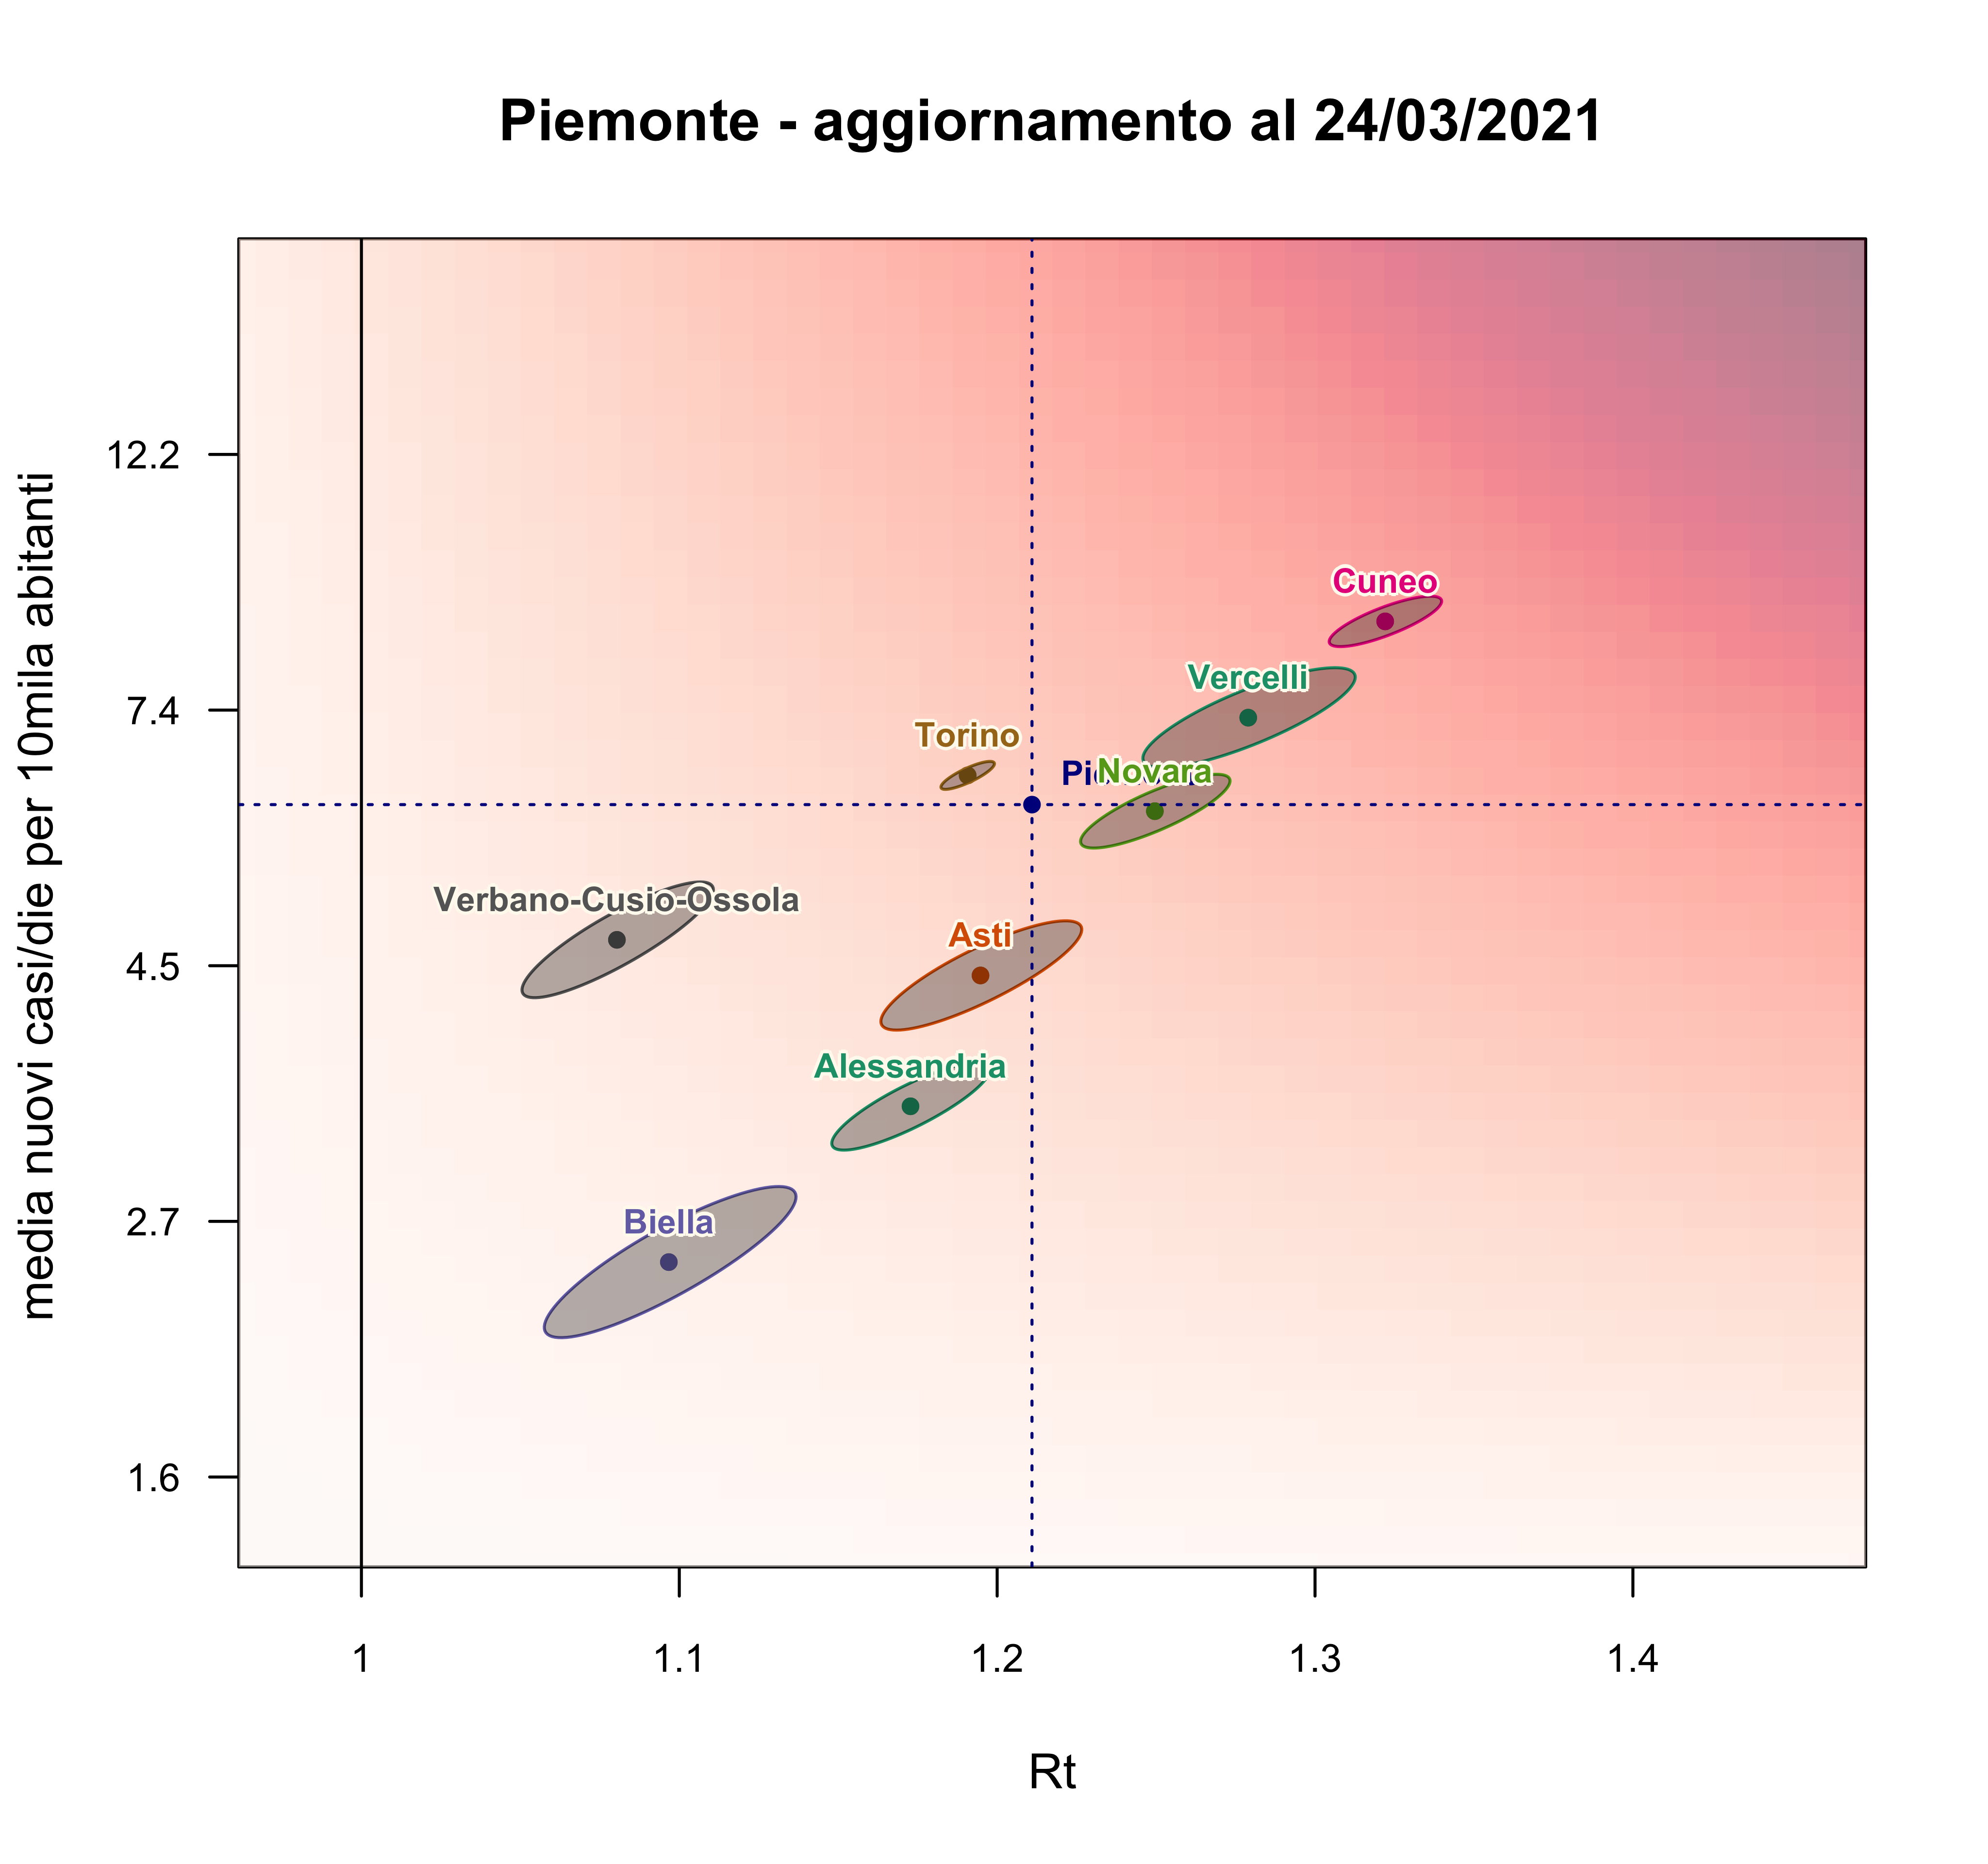 Piemonte - aggiornamento al 24/03/2021
media nuovi casi/die per 10mila abitanti
12.2
7.4
4.5
2.7
1.6
Cuneo
Vercelli
Torino
Novara
Verbano-Cusio-Ossola
Asti
Alessandria
Biella
1 1.1 1.2 1.3 1.4
Rt